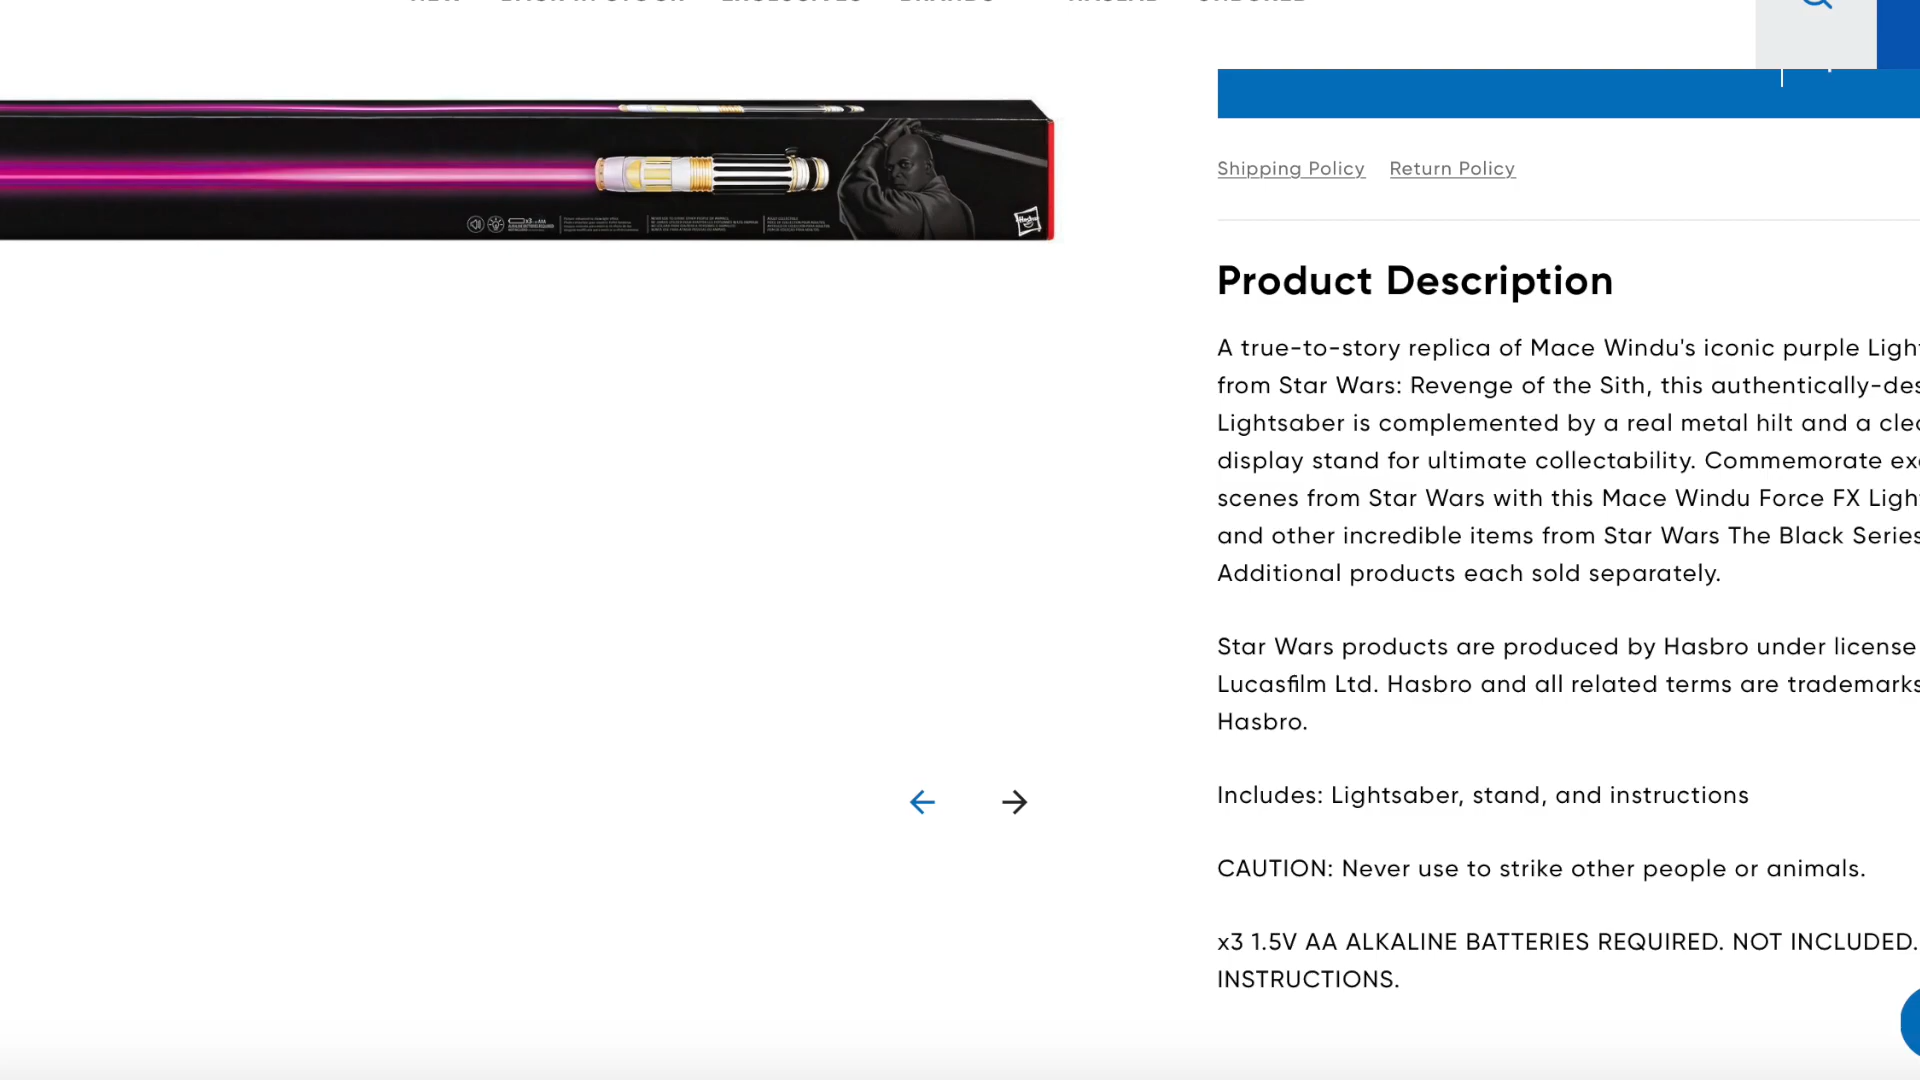 Shipping Policy Return Policy
Product Description
A true-to-story replica of Mace Windu's iconic purple Ligh
from Star Wars: Revenge of the Sith, this authentically-des
Lightsaber is complemented by a real metal hilt and a clea
display stand for ultimate collectability. Commemorate exc
scenes from Star Wars with this Mace Windu Force FX Ligh
and other incredible items from Star Wars The Black Series
Additional products each sold separately.
Star Wars products are produced by Hasbro under license
Lucasfilm Ltd. Hasbro and all related terms are trademarks
Hasbro.
Includes: Lightsaber, stand, and instructions
CAUTION: Never use to strike other people or animals.
x3 1.5V AA ALKALINE BATTERIES REQUIRED. NOT INCLUDED.
INSTRUCTIONS.
Hasbro